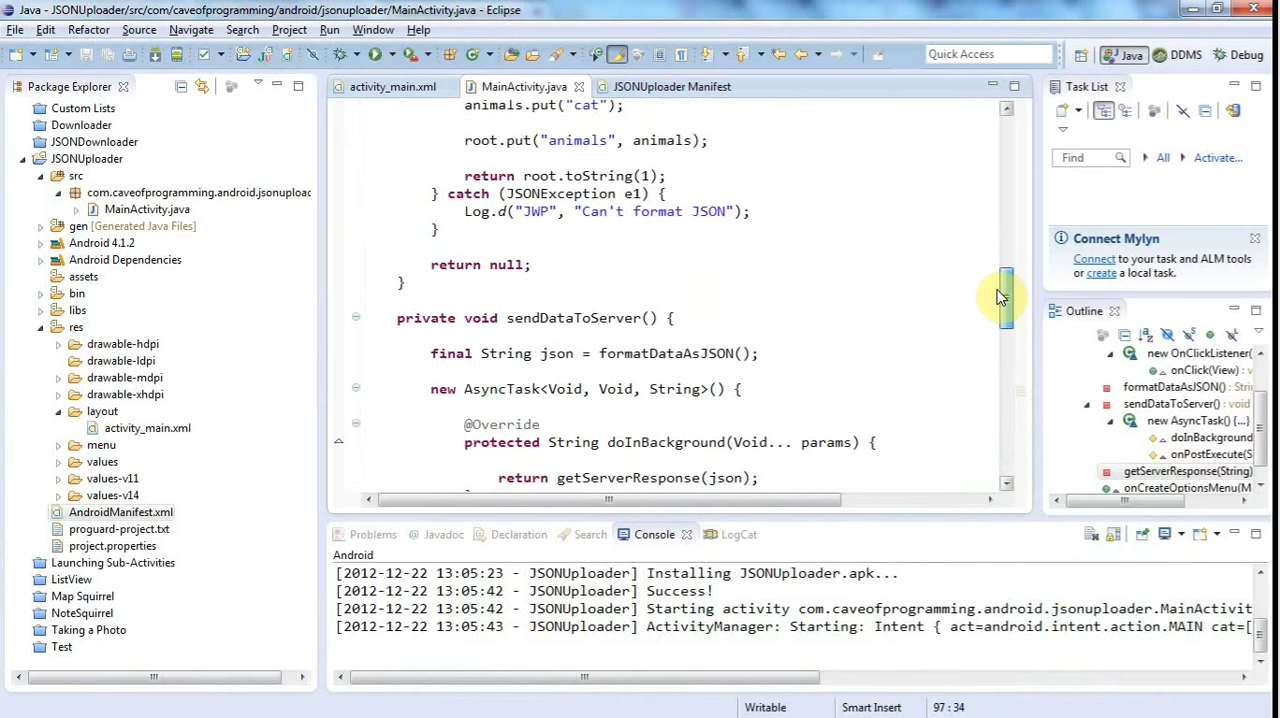 Java - JSONUploader/src/com/caveofprogramming/android/jsonuploader/MainActivity.java - Eclipse
File Edit Refactor Source Navigate Search Project Run Window Help
Quick Access
Java
DDMS
Debug
Package Explorer
Custom Lists
Downloader
JSONDownloader
JSONUploader
src
com.caveofprogramming.android.jsonuploa
MainActivity.java
gen [Generated Java Files]
Android 4.1.2
Android Dependencies
assets
bin
libs
res
drawable-hdpi
drawable-ldpi
drawable-mdpi
drawable-xhdpi
layout
activity_main.xml
menu
values
values-v11
values-v14
AndroidManifest.xml
proguard-project.txt
project.properties
Launching Sub-Activities
ListView
Map Squirrel
NoteSquirrel
Taking a Photo
Test
activity_main.xml
MainActivity.java
JSONUploader Manifest
animals.put("cat");
root.put("animals", animals);
return root.toString(1);
} catch (JSONException e1) {
Log.d("JWP", "Can't format JSON");
}
return null;
}
private void sendDataToServer() {
final String json = formatDataAsJSON();
new AsyncTask<Void, Void, String>() {
@Override
protected String doInBackground(Void... params) {
return getServerResponse(json);
Task List
Find
All
Activate...
Connect Mylyn
Connect to your task and ALM tools
or create a local task.
Outline
new OnClickListener(
onClick(View) : voi
formatDataAsJSON() : Stri
sendDataToServer() : void
new AsyncTask() {...}
doInBackground
onPostExecute(S
getServerResponse(String)
onCreateOptionsMenu(M
Problems
Javadoc
Declaration
Search
Console
LogCat
Android
[2012-12-22 13:05:23 - JSONUploader] Installing JSONUploader.apk...
[2012-12-22 13:05:42 - JSONUploader] Success!
[2012-12-22 13:05:42 - JSONUploader] Starting activity com.caveofprogramming.android.jsonuploader.MainActivit
[2012-12-22 13:05:43 - JSONUploader] ActivityManager: Starting: Intent { act=android.intent.action.MAIN cat=[
Writable
Smart Insert
97 : 34